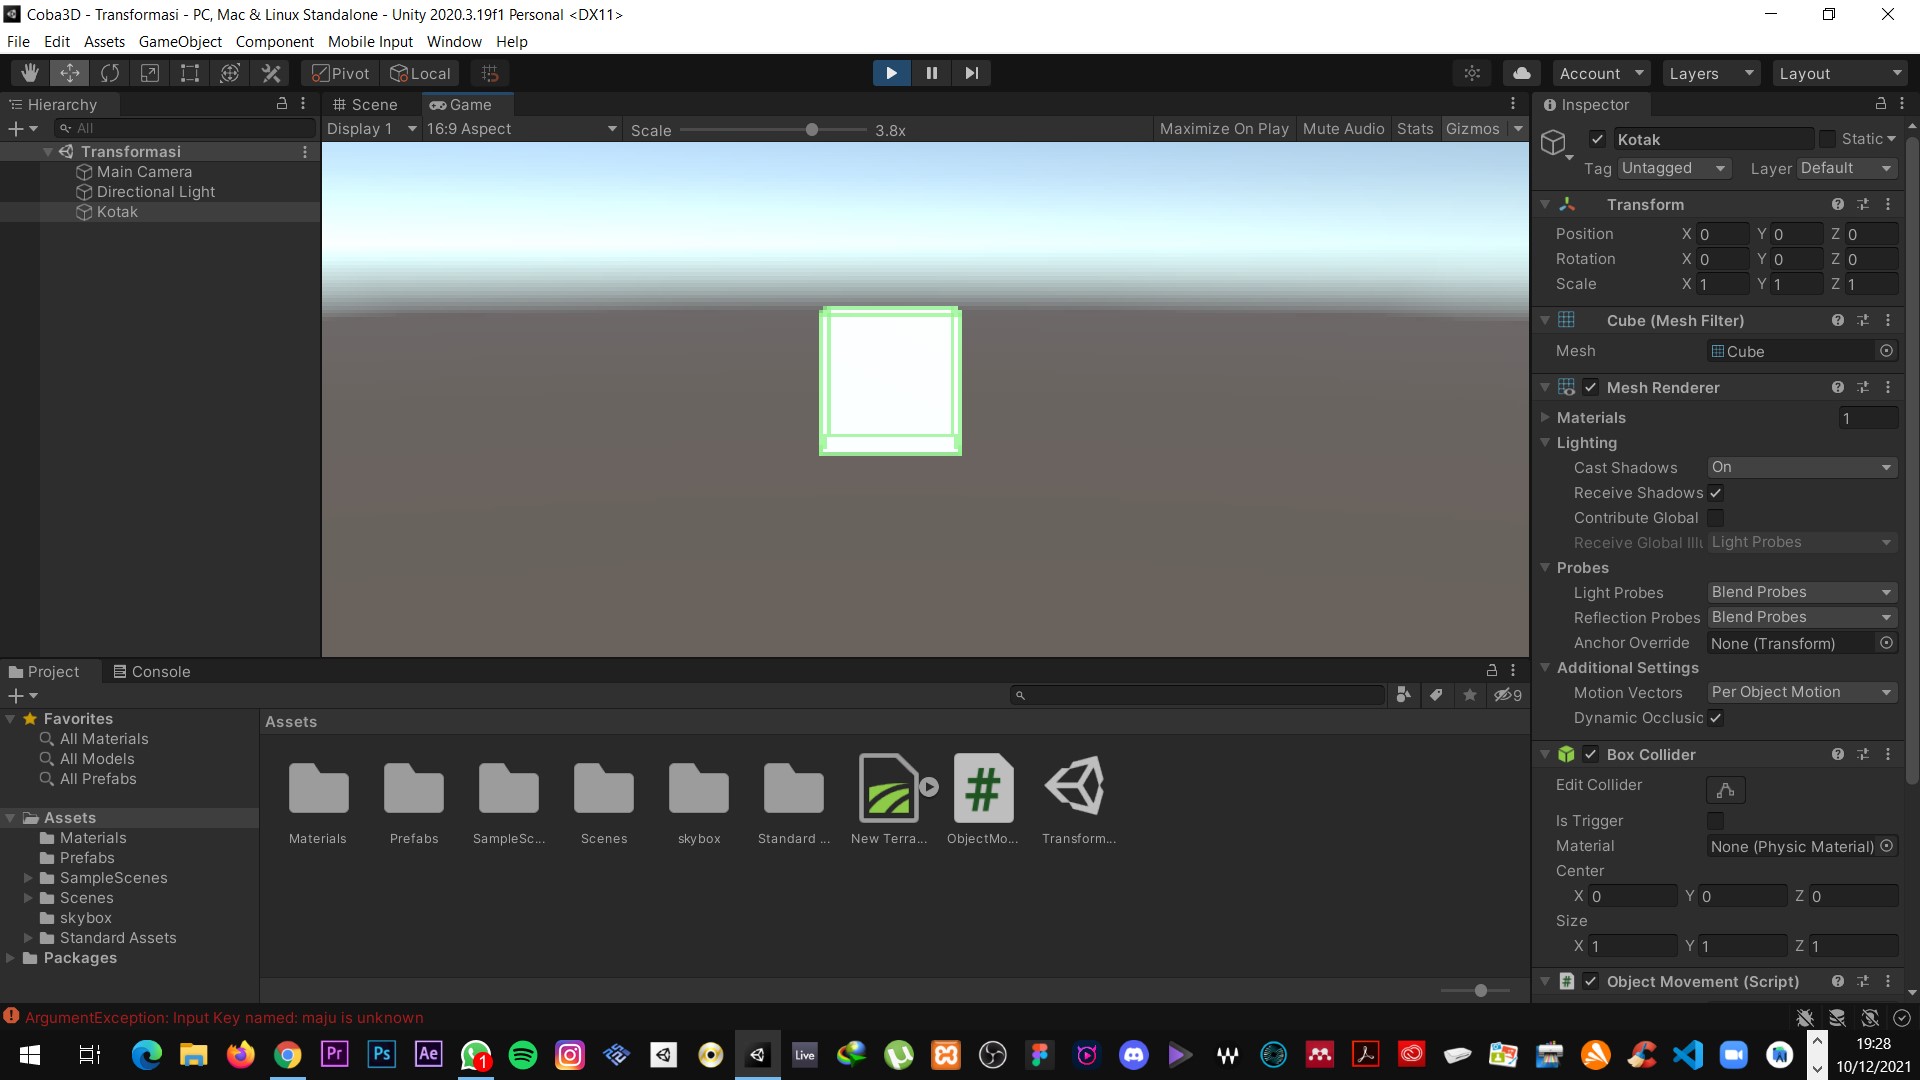 Coba3D - Transformasi - PC, Mac & Linux Standalone - Unity 2020.3.19f1 Personal <DX11>
File Edit Assets GameObject Component Mobile Input Window Help
Pivot Local Account Layers Layout
Hierarchy
All
Transformasi
Main Camera
Directional Light
Kotak
Scene Game
Display 1 16:9 Aspect Scale 3.8x Maximize On Play Mute Audio Stats Gizmos
Inspector
Kotak Static
Tag Untagged Layer Default
Transform
Position X 0 Y 0 Z 0
Rotation X 0 Y 0 Z 0
Scale X 1 Y 1 Z 1
Cube (Mesh Filter)
Mesh Cube
Mesh Renderer
Materials 1
Lighting
Cast Shadows On
Receive Shadows
Contribute Global
Receive Global Illu Light Probes
Probes
Light Probes Blend Probes
Reflection Probes Blend Probes
Anchor Override None (Transform)
Additional Settings
Motion Vectors Per Object Motion
Dynamic Occlusic
Box Collider
Edit Collider
Is Trigger
Material None (Physic Material)
Center
X 0 Y 0 Z 0
Size
X 1 Y 1 Z 1
Object Movement (Script)
Project Console
9
Favorites
All Materials
All Models
All Prefabs
Assets
Materials
Prefabs
SampleScenes
Scenes
skybox
Standard Assets
Packages
Assets
Materials Prefabs SampleSc... Scenes skybox Standard ... New Terra... ObjectMo... Transform...
ArgumentException: Input Key named: maju is unknown
Pr Ps Ae 1 Live
19:28
10/12/2021